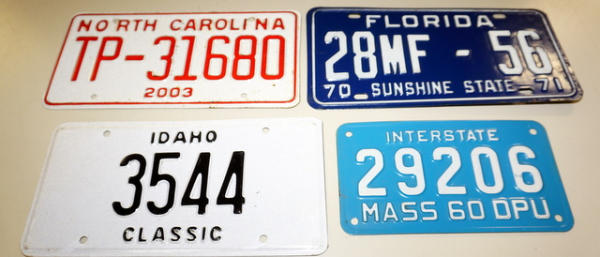 NORTH CAROLINA
TP-31680
2003
FLORIDA
28MF - 56
70 SUNSHINE STATE 71
IDAHO
3544
CLASSIC
INTERSTATE
29206
MASS 60 DPU